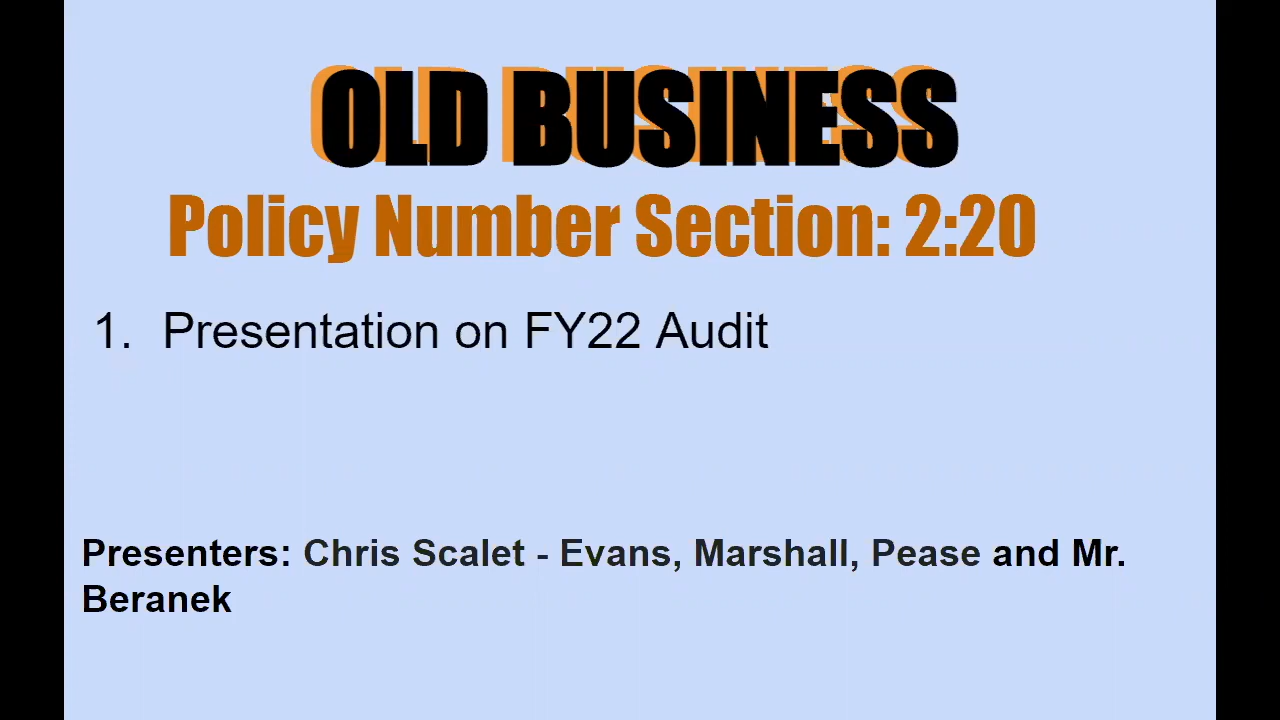 OLD BUSINESS
Policy Number Section: 2:20
1. Presentation on FY22 Audit
Presenters: Chris Scalet - Evans, Marshall, Pease and Mr.
Beranek